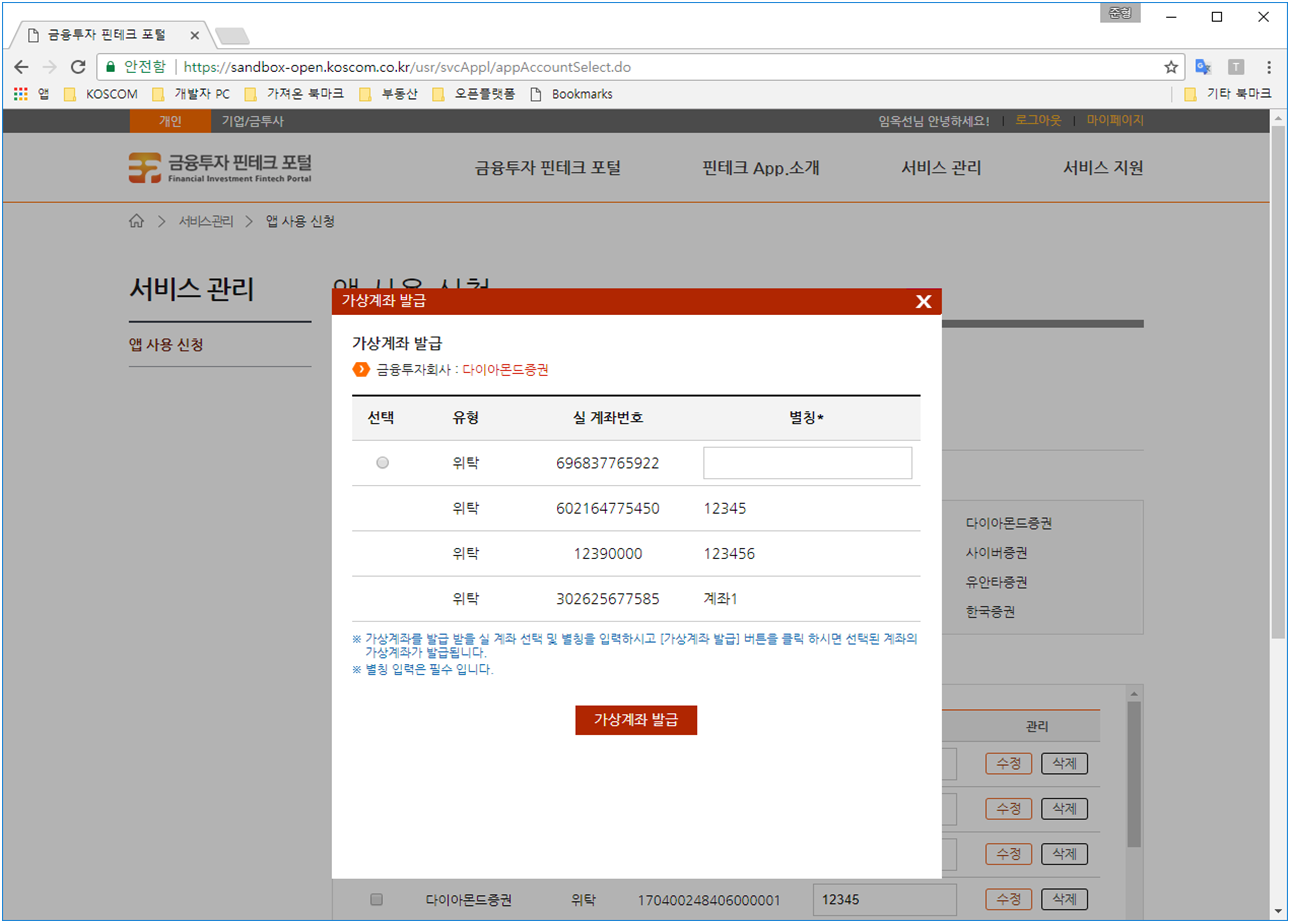 준형
금융투자 핀테크 포털
안전함 https://sandbox-open.koscom.co.kr/usr/svcAppl/appAccountSelect.do
앱 KOSCOM 개발자 PC 가져온 북마크 부동산 오픈플랫폼 Bookmarks 기타 북마크
개인 기업/금투사 임옥선님 안녕하세요! 로그아웃 마이페이지
금융투자 핀테크 포털
Financial Investment Fintech Portal
금융투자 핀테크 포털 핀테크 App.소개 서비스 관리 서비스 지원
서비스관리 앱 사용 신청
서비스 관리
앱 사용 신청
앱 사용 신청
가상계좌 발급 X
가상계좌 발급
금융투자회사 : 다이아몬드증권
선택 유형 실 계좌번호 별칭*
위탁 696837765922
위탁 602164775450 12345
위탁 12390000 123456
위탁 302625677585 계좌1
※ 가상계좌를 발급 받을 실 계좌 선택 및 별칭을 입력하시고 [가상계좌 발급] 버튼을 클릭 하시면 선택된 계좌의
가상계좌가 발급됩니다.
※ 별칭 입력은 필수 입니다.
가상계좌 발급
다이아몬드증권
사이버증권
유안타증권
한국증권
관리
수정 삭제
수정 삭제
수정 삭제
다이아몬드증권 위탁 170400248406000001 12345 수정 삭제